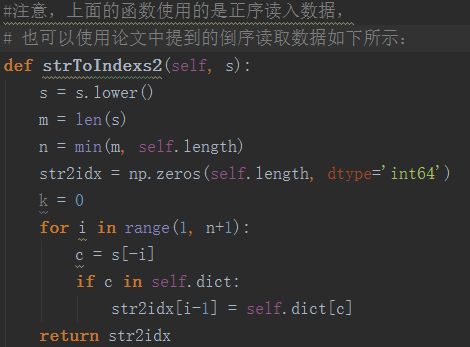 #注意，上面的函数使用的是正序读入数据，
# 也可以使用论文中提到的倒序读取数据如下所示：
def strToIndexs2(self, s):
    s = s.lower()
    m = len(s)
    n = min(m, self.length)
    str2idx = np.zeros(self.length, dtype='int64')
    k = 0
    for i in range(1, n+1):
        c = s[-i]
        if c in self.dict:
            str2idx[i-1] = self.dict[c]
    return str2idx